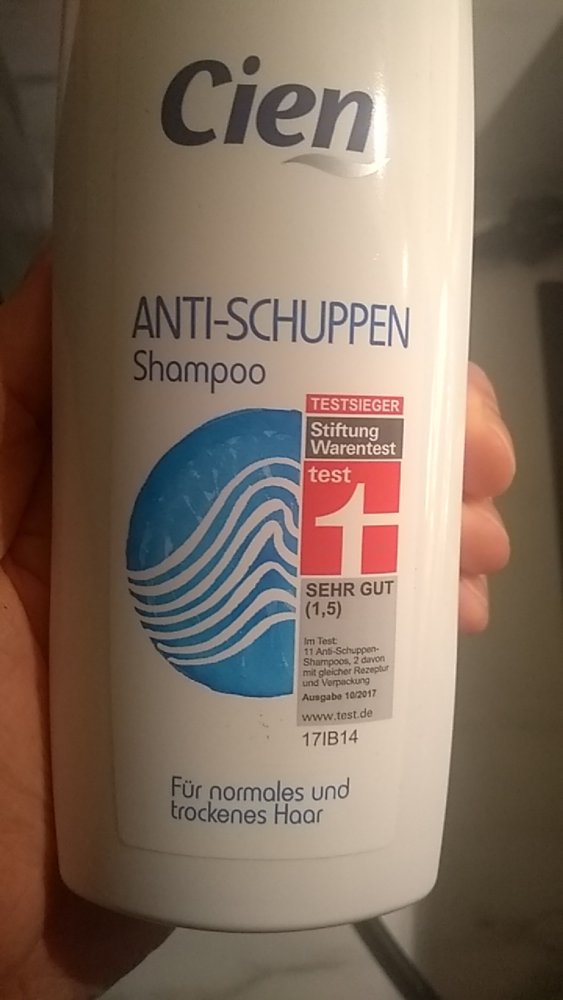 Cien
ANTI-SCHUPPEN
Shampoo
TESTSIEGER
Stiftung
Warentest
test
SEHR GUT
(1,5)
Im Test:
11 Anti-Schuppen-
Shampoos, 2 davon
mit gleicher Rezeptur
und Verpackung
Ausgabe 10/2017
www.test.de
17IB14
Für normales und
trockenes Haar